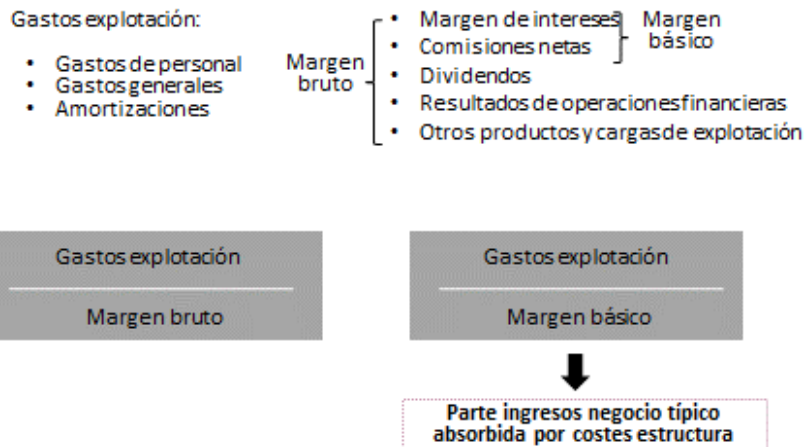 Gastos explotación:
• Gastos de personal
• Gastos generales
• Amortizaciones
Margen bruto
• Margen de intereses
• Comisiones netas
Margen básico
• Dividendos
• Resultados de operaciones financieras
• Otros productos y cargas de explotación
Gastos explotación
Margen bruto
Gastos explotación
Margen básico
Parte ingresos negocio típico
absorbida por costes estructura